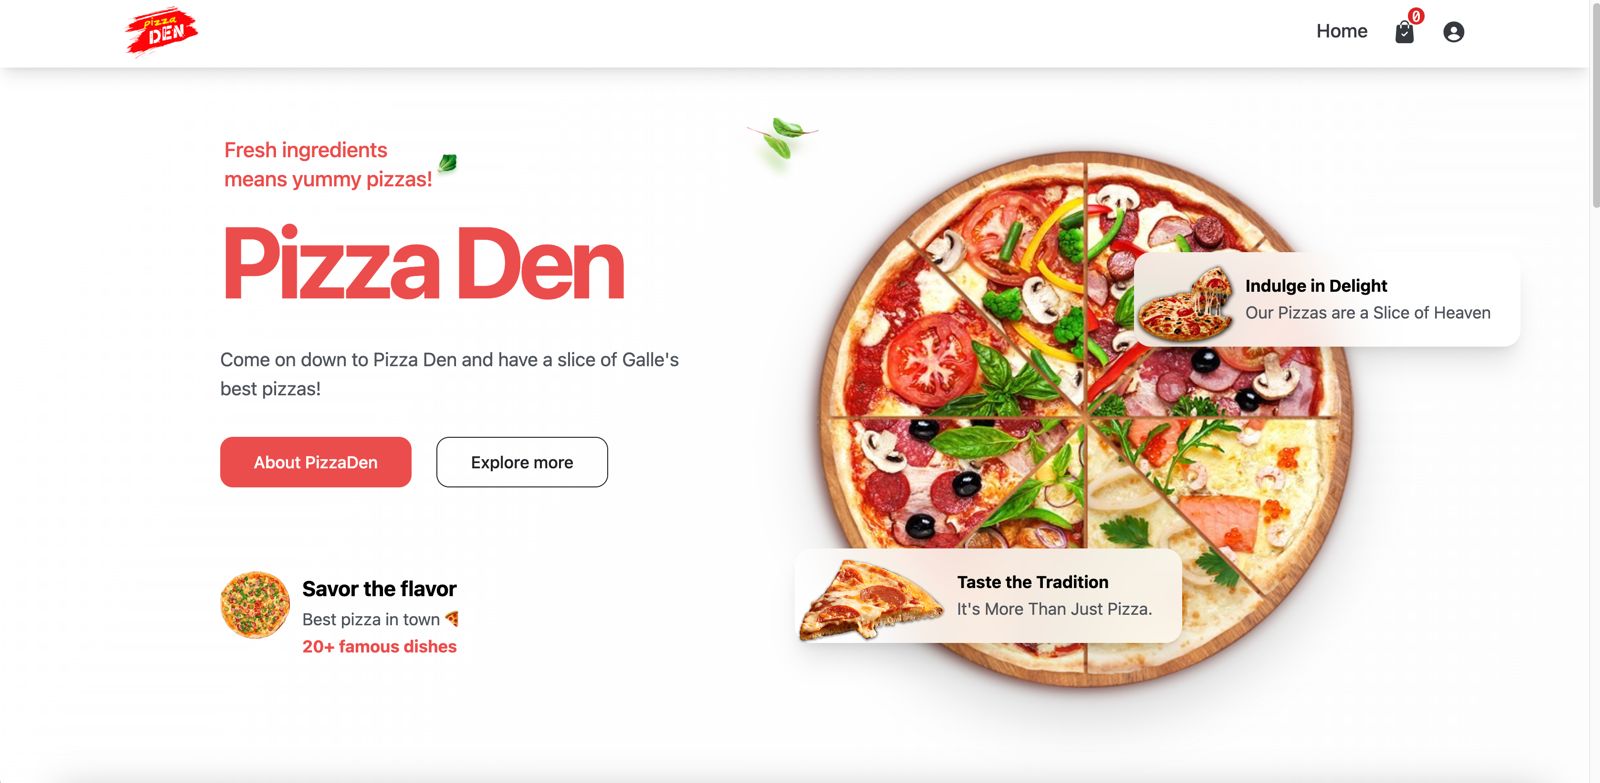 pizza
DEN
Home
0
Fresh ingredients
means yummy pizzas!
Pizza Den
Come on down to Pizza Den and have a slice of Galle's
best pizzas!
About PizzaDen
Explore more
Savor the flavor
Best pizza in town 🍕
20+ famous dishes
Indulge in Delight
Our Pizzas are a Slice of Heaven
Taste the Tradition
It's More Than Just Pizza.